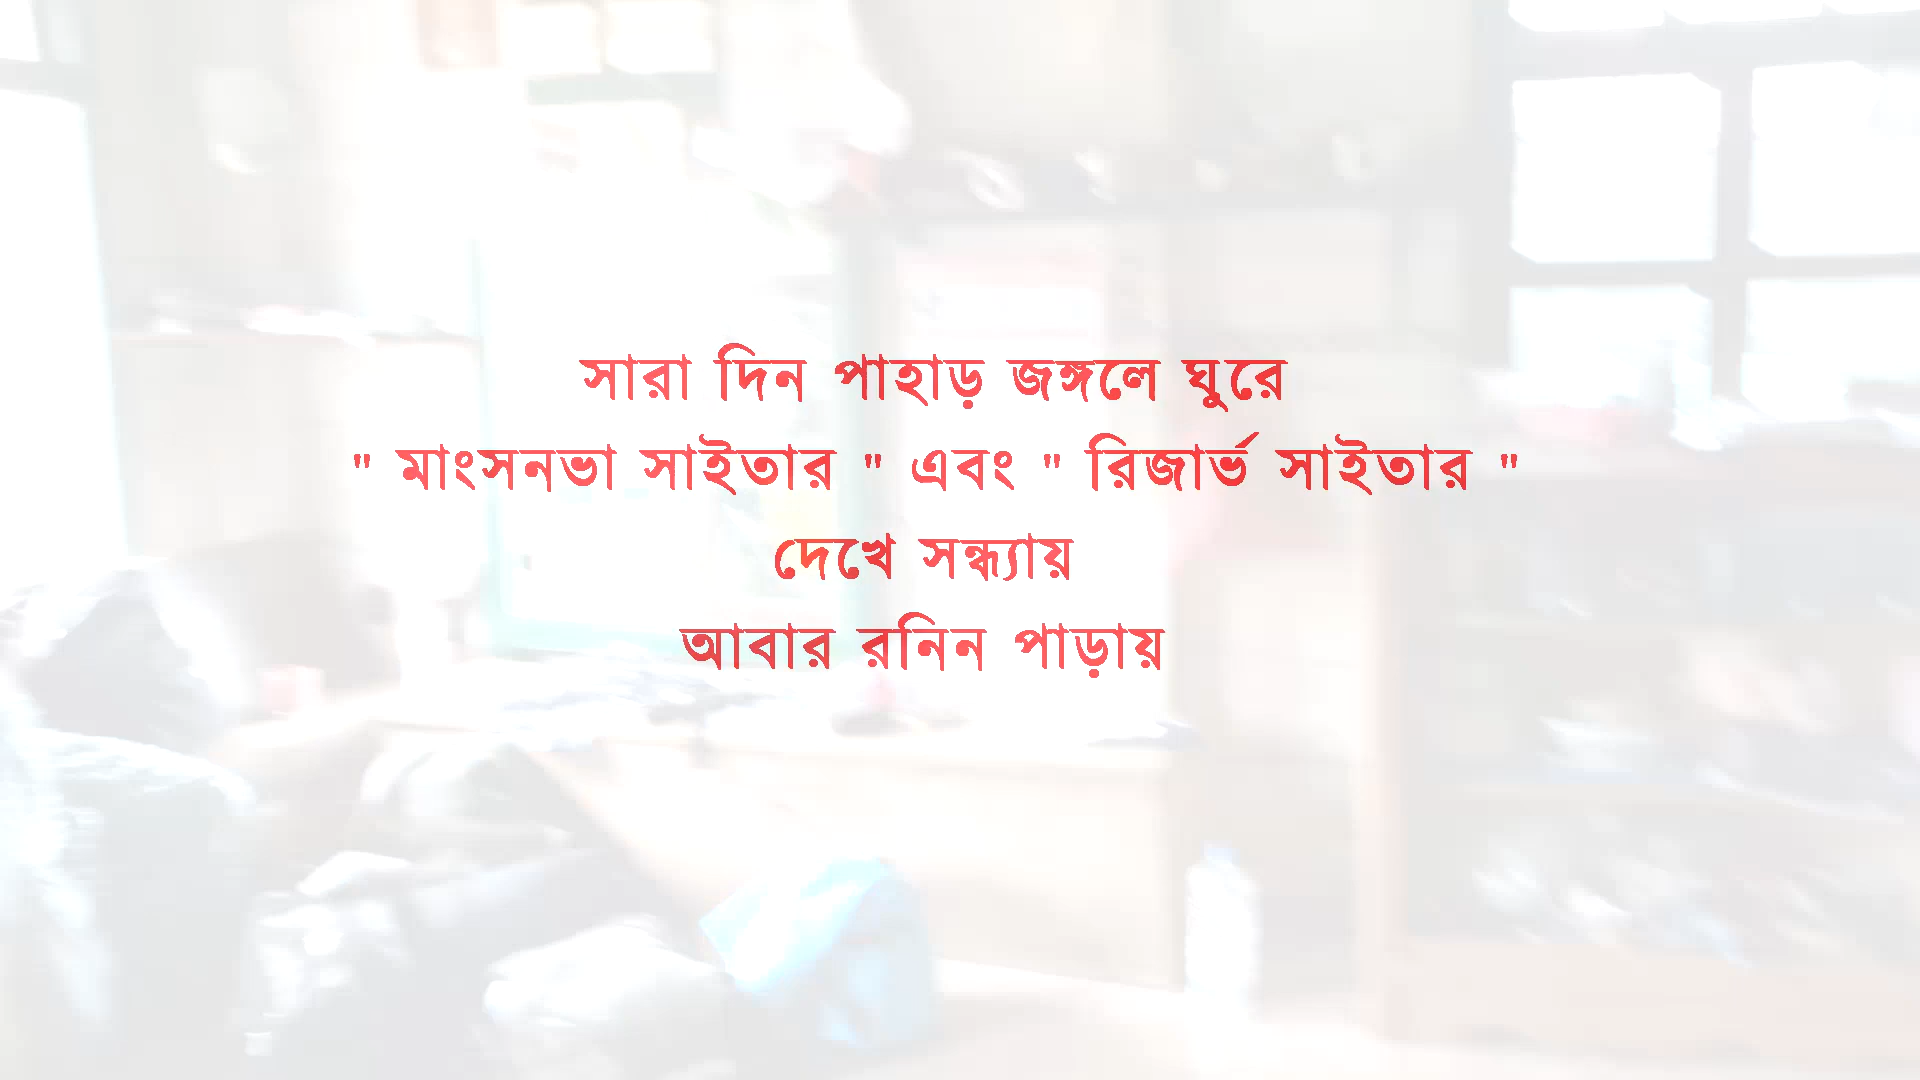 সারা দিন পাহাড় জঙ্গলে ঘুরে
" মাংসনভা সাইতার " এবং " রিজার্ভ সাইতার "
দেখে সন্ধ্যায়
আবার রনিন পাড়ায়